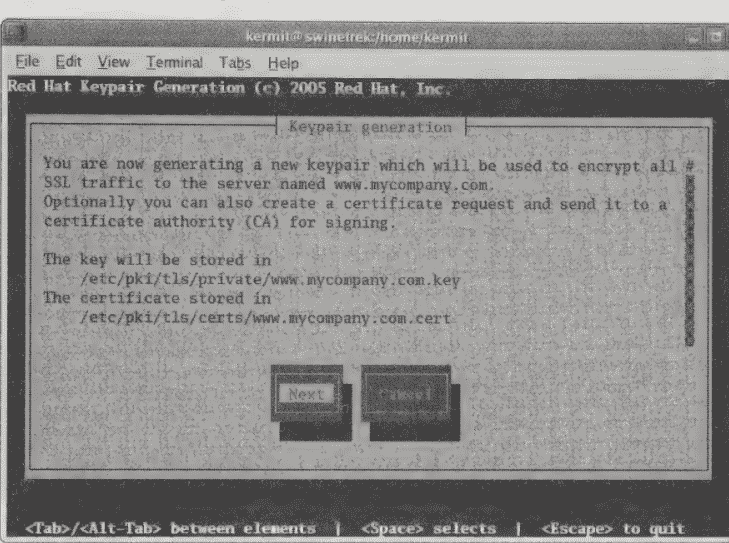 kermit@swinetrek:/home/kermit
File Edit View Terminal Tabs Help
Red Hat Keypair Generation (c) 2005 Red Hat, Inc.
Keypair generation
You are now generating a new keypair which will be used to encrypt all #
SSL traffic to the server named www.mycompany.com.
Optionally you can also create a certificate request and send it to a
certificate authority (CA) for signing.
The key will be stored in
/etc/pki/tls/private/www.mycompany.com.key
The certificate stored in
/etc/pki/tls/certs/www.mycompany.com.cert
Next Cancel
<Tab>/<Alt-Tab> between elements | <Space> selects | <Escape> to quit